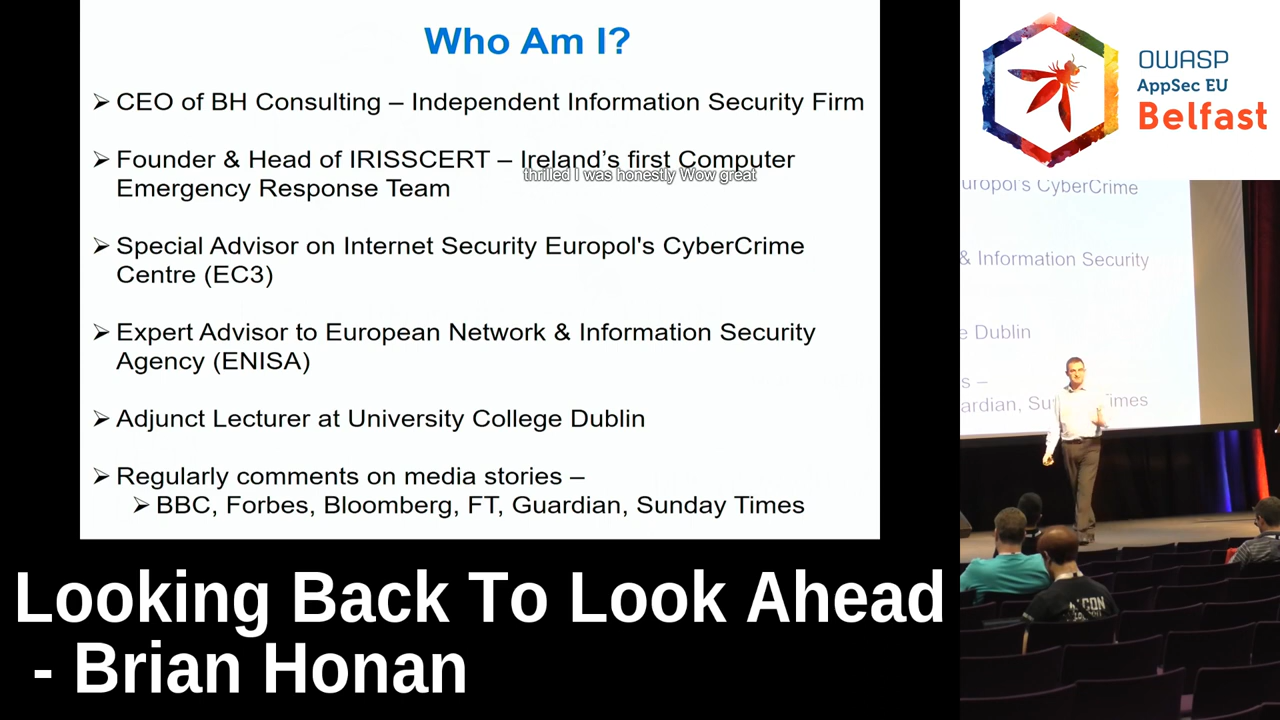 Who Am I?
➢ CEO of BH Consulting – Independent Information Security Firm
➢ Founder & Head of IRISSCERT – Ireland's first Computer
Emergency Response Team
thrilled I was honestly Wow great
➢ Special Advisor on Internet Security Europol's CyberCrime
Centre (EC3)
➢ Expert Advisor to European Network & Information Security
Agency (ENISA)
➢ Adjunct Lecturer at University College Dublin
➢ Regularly comments on media stories –
➢ BBC, Forbes, Bloomberg, FT, Guardian, Sunday Times
Looking Back To Look Ahead
- Brian Honan
OWASP
AppSec EU
Belfast
CyberCrime
& Information Security
Dublin